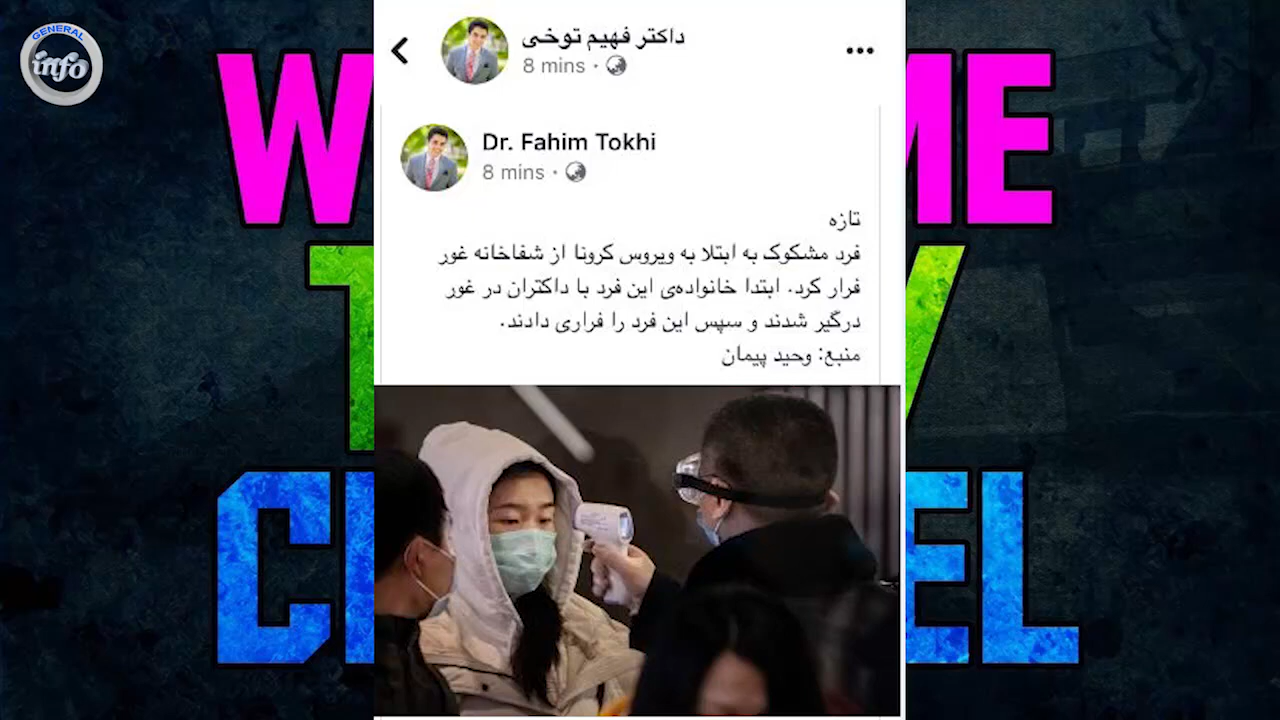 GENERAL
info
داکتر فهیم توخی
8 mins ·
Dr. Fahim Tokhi
8 mins ·
تازه
فرد مشکوک به ابتلا به ویروس کرونا از شفاخانه غور
فرار کرد. ابتدا خانواده‌ی این فرد با داکتران در غور
درگیر شدند و سپس این فرد را فراری دادند.
منبع: وحید پیمان